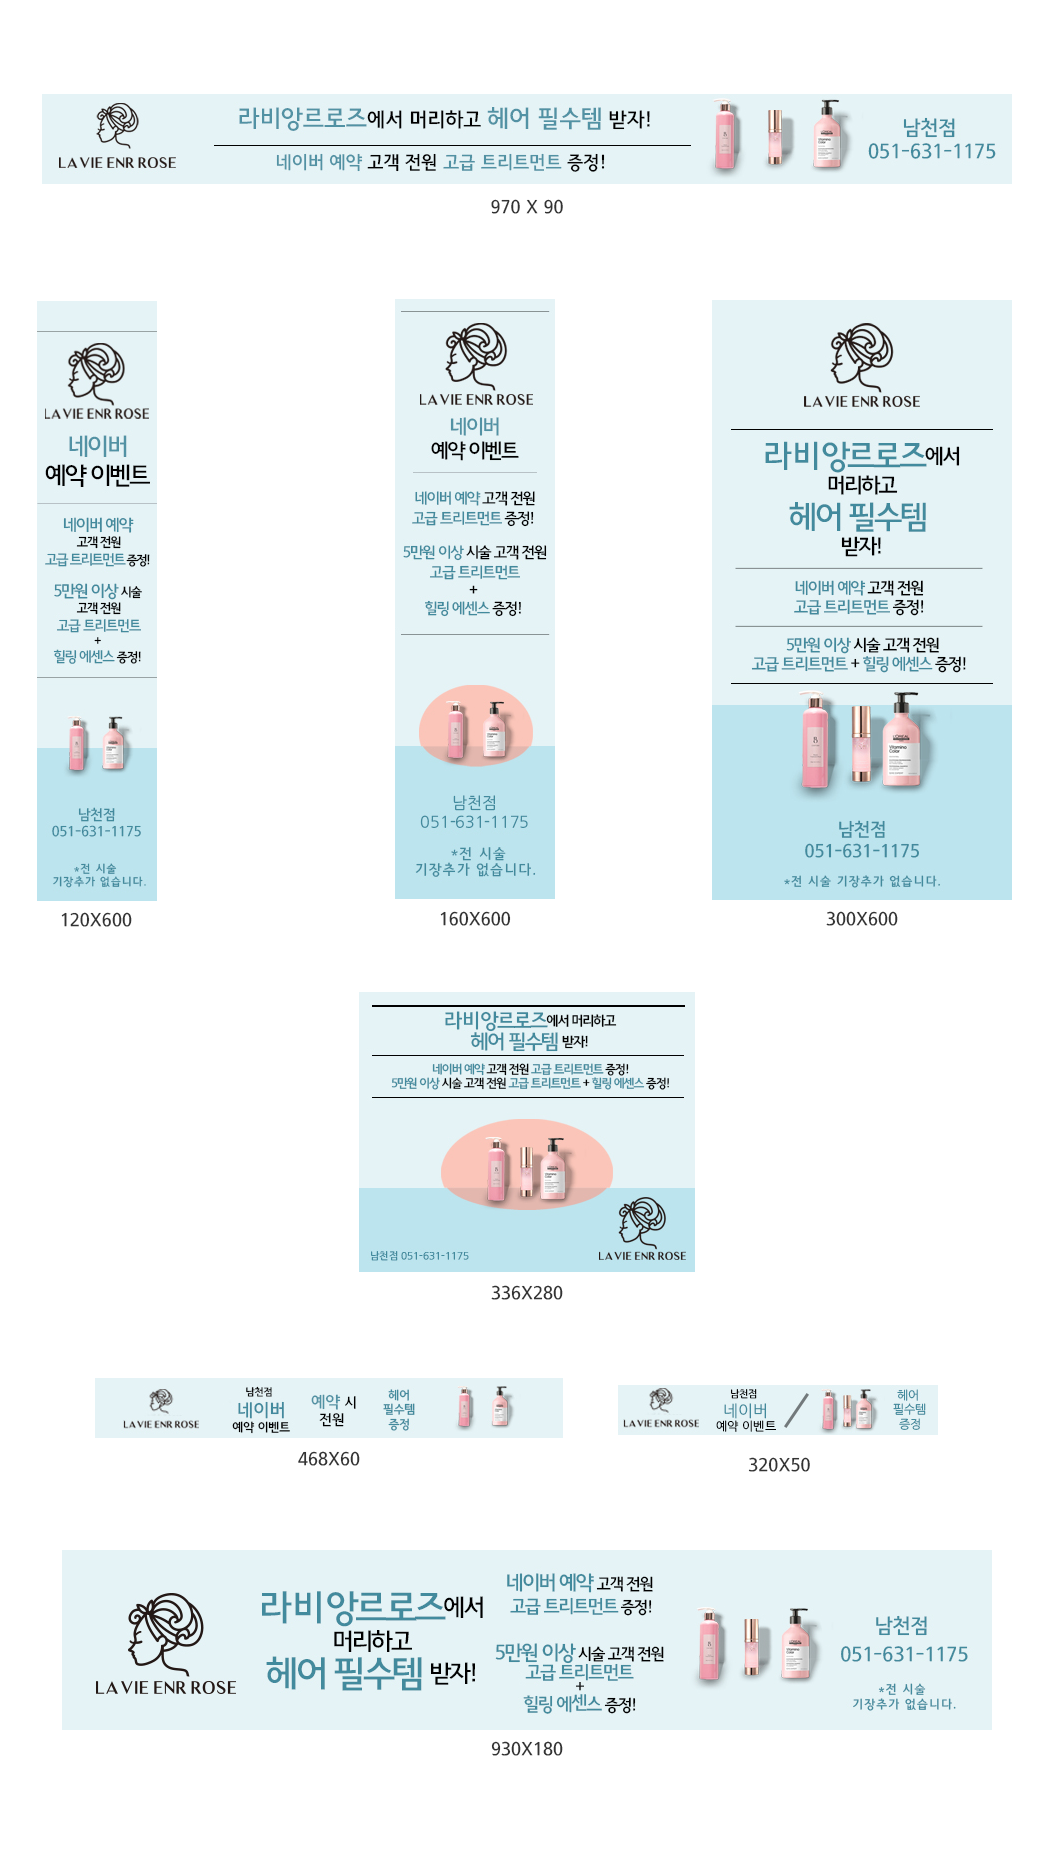 LA VIE ENR ROSE
라비앙르로즈에서 머리하고 헤어 필수템 받자!
네이버 예약 고객 전원 고급 트리트먼트 증정!
남천점
051-631-1175
970 X 90
LA VIE ENR ROSE
네이버
예약 이벤트
네이버 예약
고객 전원
고급 트리트먼트 증정!
5만원 이상 시술
고객 전원
고급 트리트먼트
+
힐링 에센스 증정!
남천점
051-631-1175
*전 시술
기장추가 없습니다.
120X600
LA VIE ENR ROSE
네이버
예약 이벤트
네이버 예약 고객 전원
고급 트리트먼트 증정!
5만원 이상 시술 고객 전원
고급 트리트먼트
+
힐링 에센스 증정!
남천점
051-631-1175
*전 시술
기장추가 없습니다.
160X600
LA VIE ENR ROSE
라비앙르로즈에서
머리하고
헤어 필수템
받자!
네이버 예약 고객 전원
고급 트리트먼트 증정!
5만원 이상 시술 고객 전원
고급 트리트먼트 + 힐링 에센스 증정!
Vitamino
Color
남천점
051-631-1175
*전 시술 기장추가 없습니다.
300X600
라비앙르로즈에서 머리하고
헤어 필수템 받자!
네이버 예약 고객 전원 고급 트리트먼트 증정!
5만원 이상 시술 고객 전원 고급 트리트먼트 + 힐링 에센스 증정!
남천점 051-631-1175
LA VIE ENR ROSE
336X280
LA VIE ENR ROSE
남천점
네이버
예약 이벤트
예약 시
전원
헤어
필수템
증정
468X60
LA VIE ENR ROSE
남천점
네이버
예약 이벤트
헤어
필수템
증정
320X50
LA VIE ENR ROSE
라비앙르로즈에서
머리하고
헤어 필수템 받자!
네이버 예약 고객 전원
고급 트리트먼트 증정!
5만원 이상 시술 고객 전원
고급 트리트먼트
+
힐링 에센스 증정!
남천점
051-631-1175
*전 시술
기장추가 없습니다.
930X180